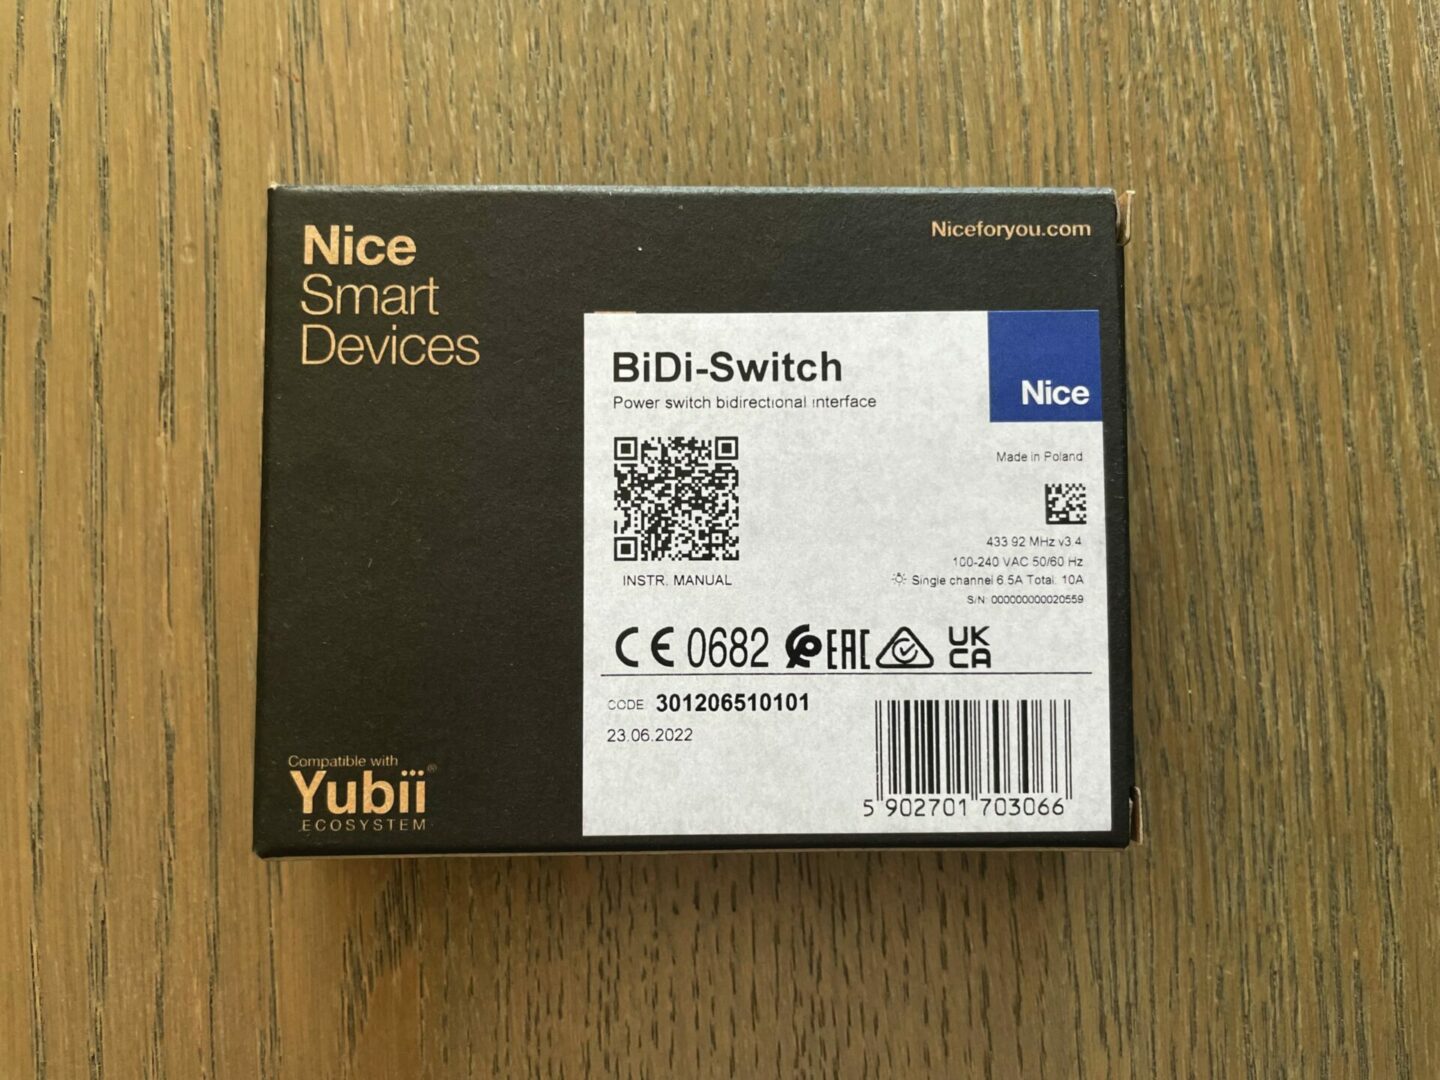 Nice
Smart
Devices
Niceforyou.com
BiDi-Switch
Power switch bidirectional interface
Nice
Made in Poland
INSTR. MANUAL
433.92 MHz v3.4
100-240 VAC 50/60 Hz
Single channel 6.5A Total: 10A
S/N: 000000000020559
CE 0682 EAC UK
CA
CODE 301206510101
23.06.2022
5 902701 703066
Compatible with
Yubii®
ECOSYSTEM